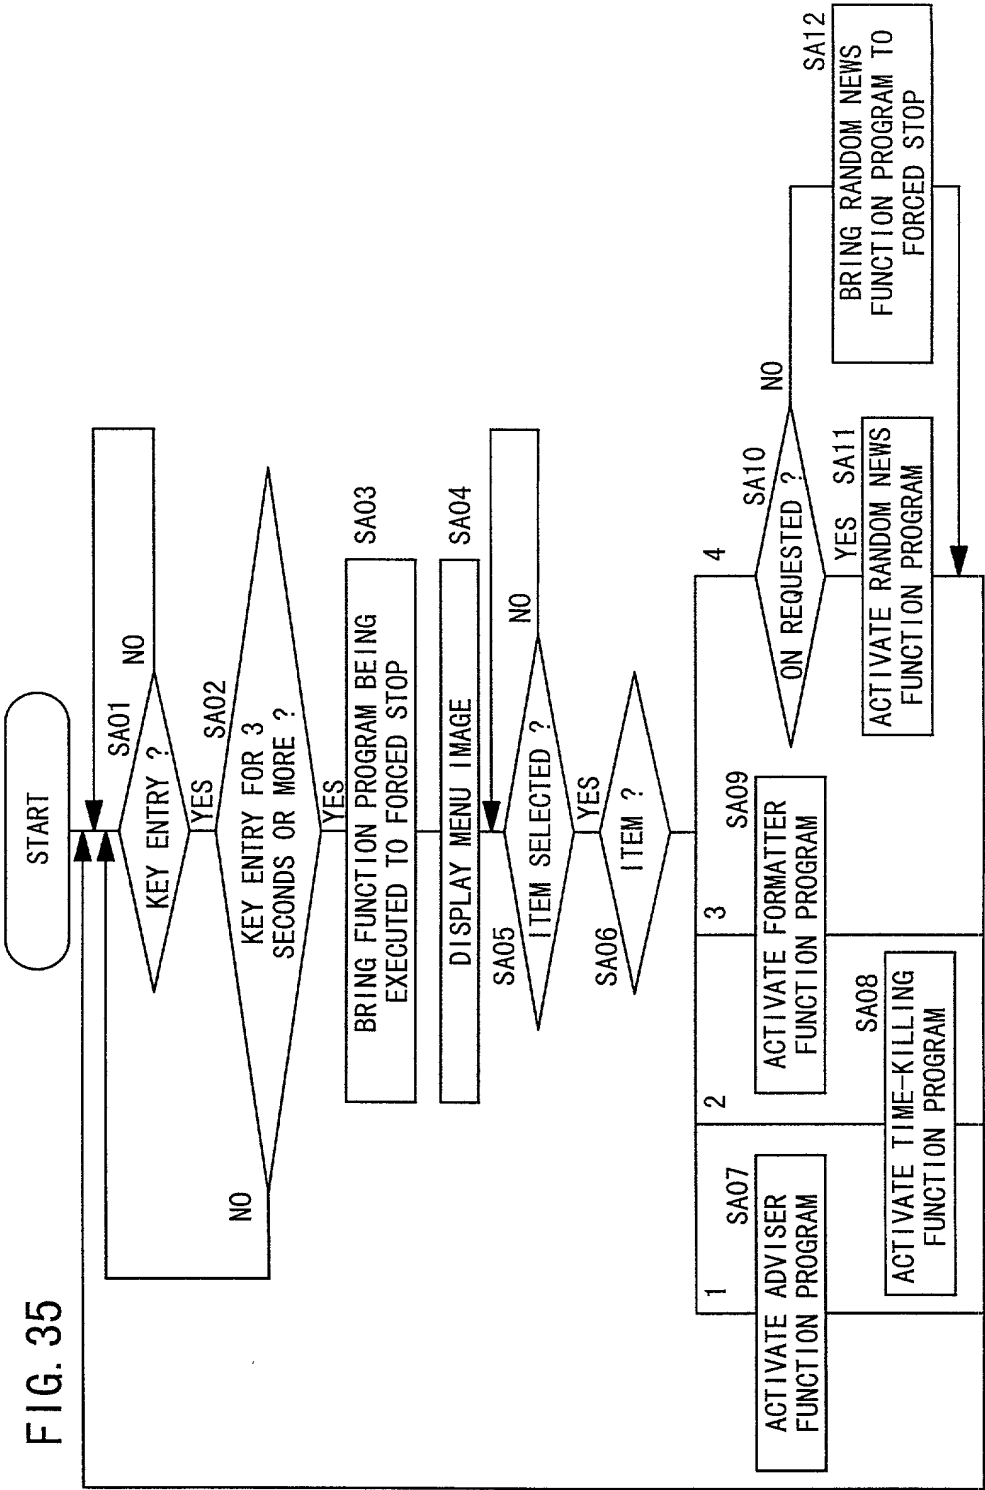 FIG. 35
START
SA01
KEY ENTRY ?
NO
YES
SA02
KEY ENTRY FOR 3
SECONDS OR MORE ?
NO
YES
BRING FUNCTION PROGRAM BEING
EXECUTED TO FORCED STOP
SA03
DISPLAY MENU IMAGE
SA04
SA05
ITEM SELECTED ?
NO
YES
SA06
ITEM ?
1
2
3
4
SA07
ACTIVATE ADVISER
FUNCTION PROGRAM
SA08
ACTIVATE TIME-KILLING
FUNCTION PROGRAM
SA09
ACTIVATE FORMATTER
FUNCTION PROGRAM
SA10
ON REQUESTED ?
NO
YES
SA11
ACTIVATE RANDOM NEWS
FUNCTION PROGRAM
SA12
BRING RANDOM NEWS
FUNCTION PROGRAM TO
FORCED STOP